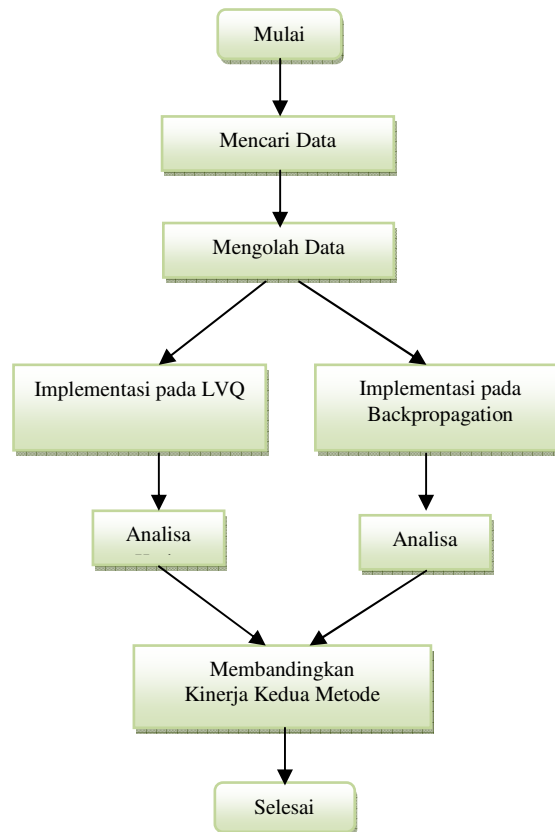 Mulai
Mencari Data
Mengolah Data
Implementasi pada LVQ
Implementasi pada
Backpropagation
Analisa
Analisa
Membandingkan
Kinerja Kedua Metode
Selesai